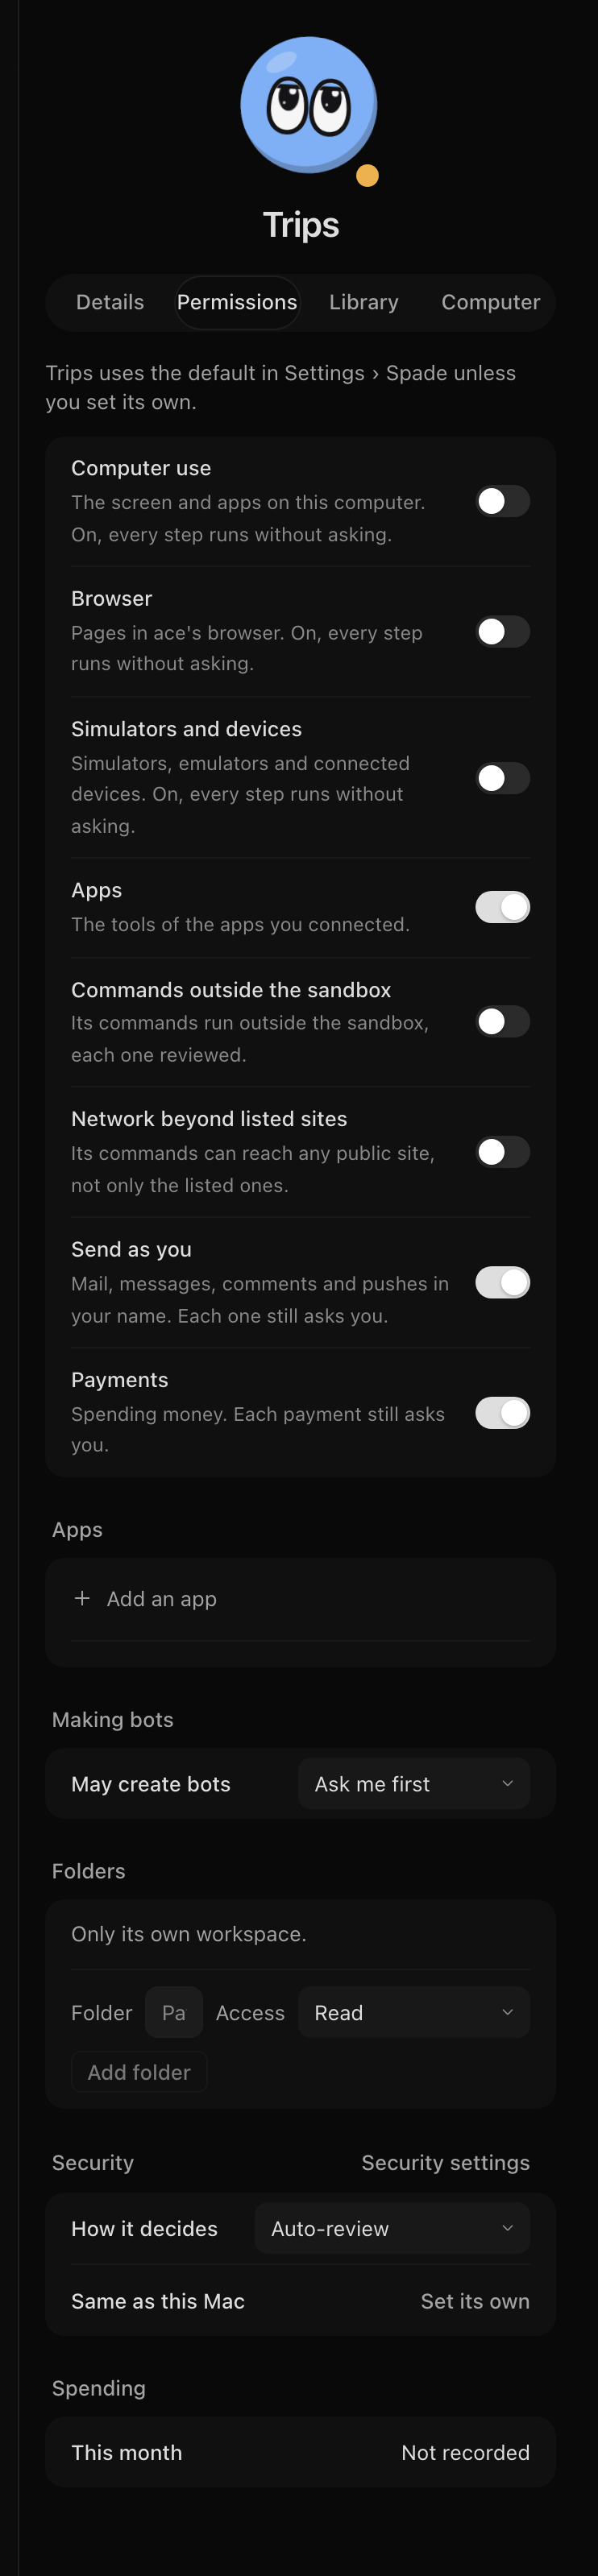 Trips
Details
Permissions
Library
Computer
Trips uses the default in Settings › Spade unless
you set its own.
Computer use
The screen and apps on this computer.
On, every step runs without asking.
Browser
Pages in ace's browser. On, every step
runs without asking.
Simulators and devices
Simulators, emulators and connected
devices. On, every step runs without
asking.
Apps
The tools of the apps you connected.
Commands outside the sandbox
Its commands run outside the sandbox,
each one reviewed.
Network beyond listed sites
Its commands can reach any public site,
not only the listed ones.
Send as you
Mail, messages, comments and pushes in
your name. Each one still asks you.
Payments
Spending money. Each payment still asks
you.
Apps
+ Add an app
Making bots
May create bots
Ask me first
Folders
Only its own workspace.
Folder
Access
Read
Add folder
Security
Security settings
How it decides
Auto-review
Same as this Mac
Set its own
Spending
This month
Not recorded